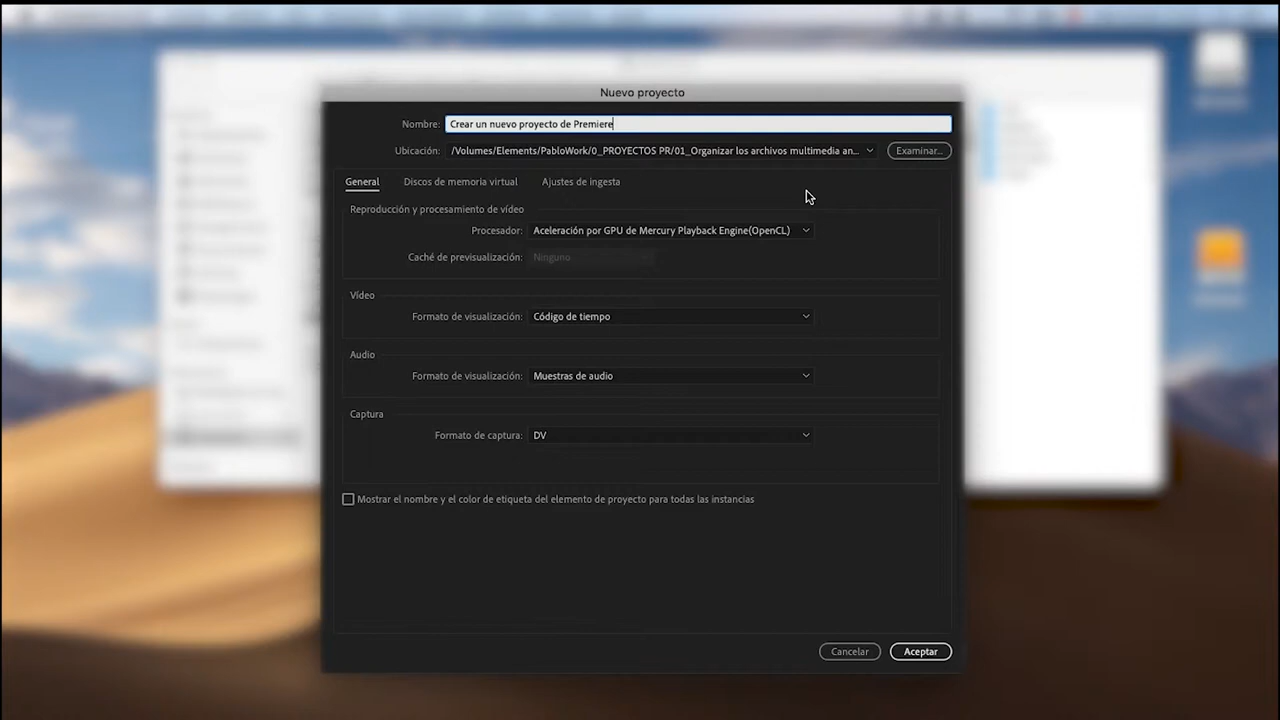 Nuevo proyecto
Nombre: Crear un nuevo proyecto de Premiere
Ubicación: /Volumes/Elements/PabloWork/0_PROYECTOS PR/01_Organizar los archivos multimedia an... Examinar...
General Discos de memoria virtual Ajustes de ingesta
Reproducción y procesamiento de vídeo
Procesador: Aceleración por GPU de Mercury Playback Engine(OpenCL)
Caché de previsualización: Ninguno
Vídeo
Formato de visualización: Código de tiempo
Audio
Formato de visualización: Muestras de audio
Captura
Formato de captura: DV
Mostrar el nombre y el color de etiqueta del elemento de proyecto para todas las instancias
Cancelar Aceptar